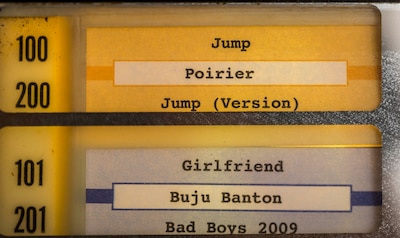 100
Jump
Poirier
200
Jump (Version)
101
Girlfriend
Buju Banton
201
Bad Boys 2009